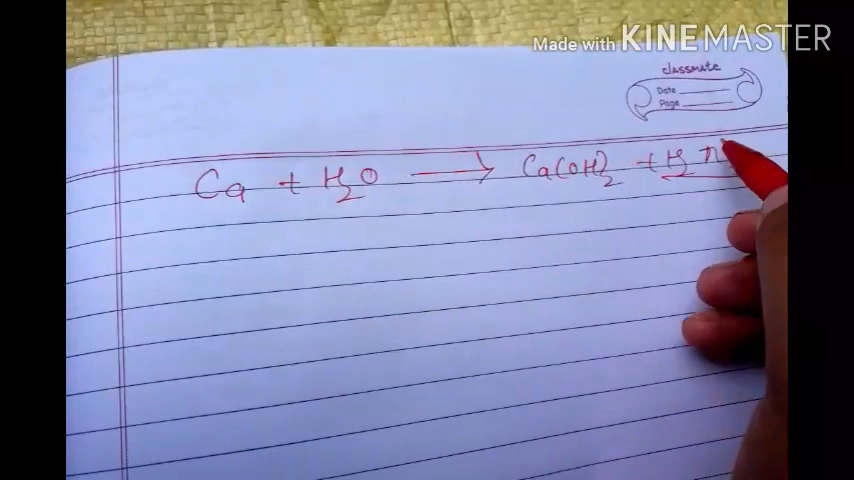 Made with KINEMASTER
classmate
Date
Page
Ca + H₂O ⟶ Ca(OH)₂ + H₂